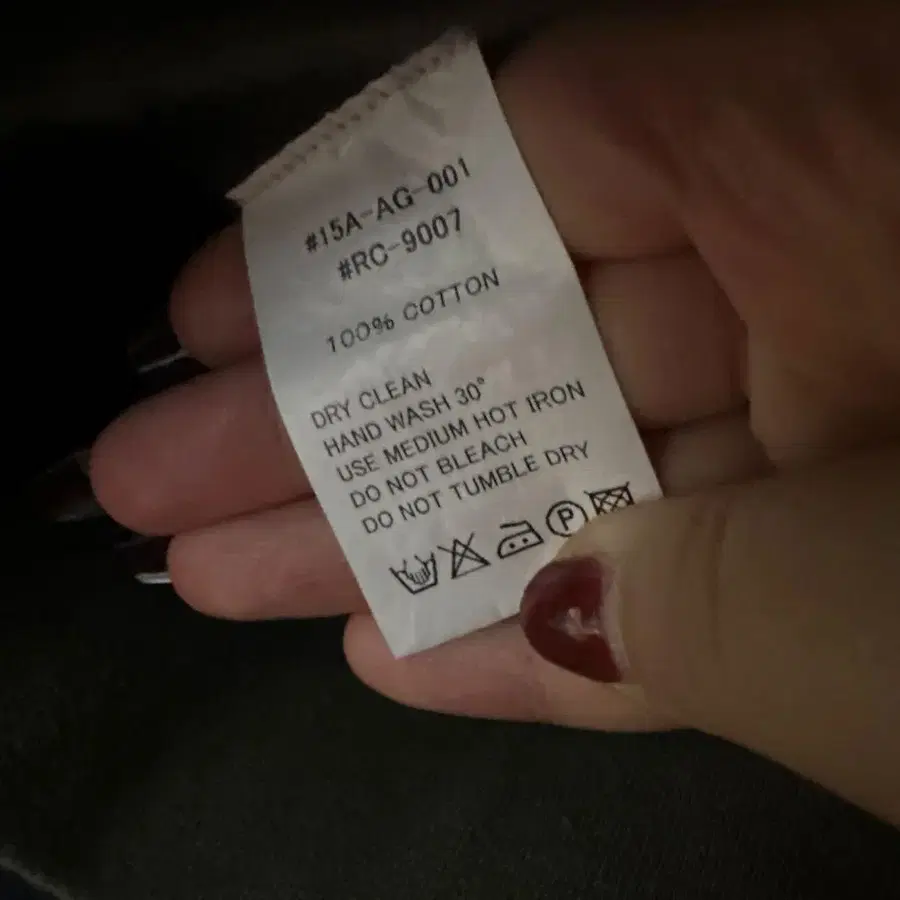 #15A-AG-001
#RC-9007
100% COTTON
DRY CLEAN
HAND WASH 30°
USE MEDIUM HOT IRON
DO NOT BLEACH
DO NOT TUMBLE DRY
P